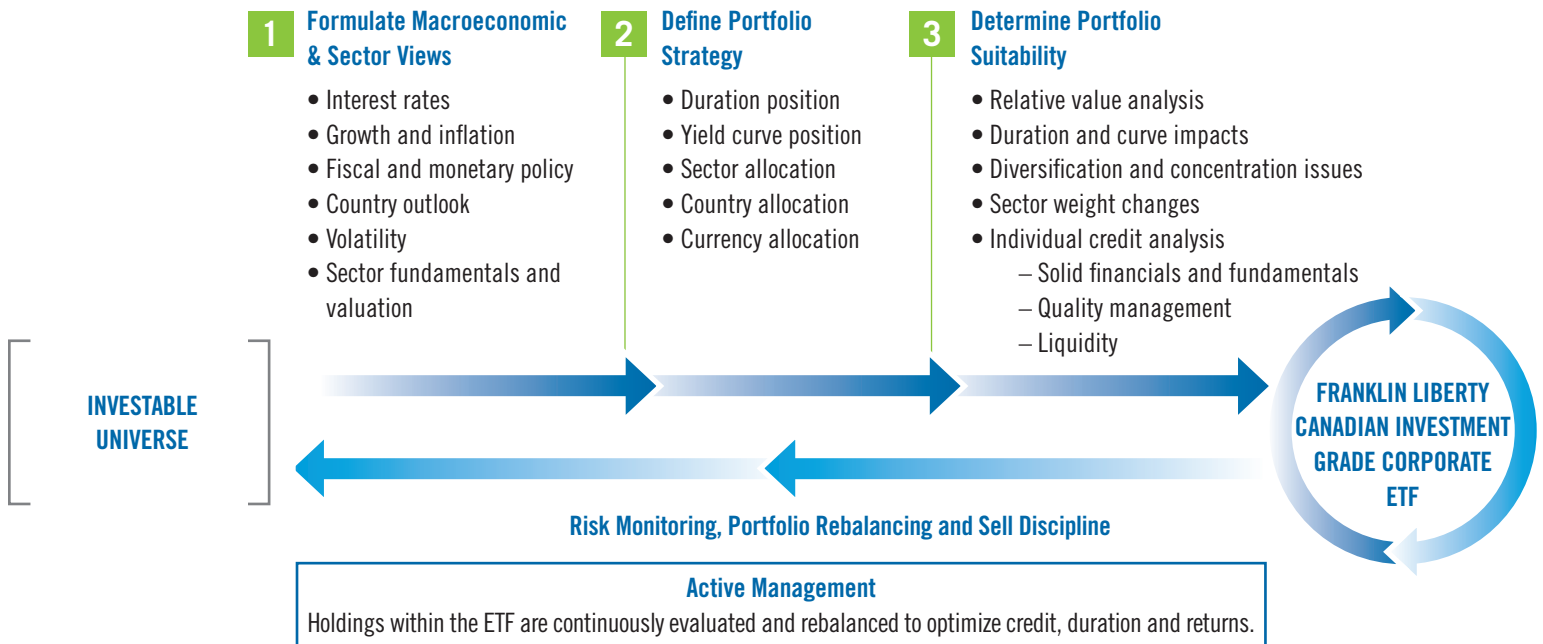 1
Formulate Macroeconomic
& Sector Views
• Interest rates
• Growth and inflation
• Fiscal and monetary policy
• Country outlook
• Volatility
• Sector fundamentals and
valuation
2
Define Portfolio
Strategy
• Duration position
• Yield curve position
• Sector allocation
• Country allocation
• Currency allocation
3
Determine Portfolio
Suitability
• Relative value analysis
• Duration and curve impacts
• Diversification and concentration issues
• Sector weight changes
• Individual credit analysis
– Solid financials and fundamentals
– Quality management
– Liquidity
INVESTABLE
UNIVERSE
FRANKLIN LIBERTY
CANADIAN INVESTMENT
GRADE CORPORATE
ETF
Risk Monitoring, Portfolio Rebalancing and Sell Discipline
Active Management
Holdings within the ETF are continuously evaluated and rebalanced to optimize credit, duration and returns.